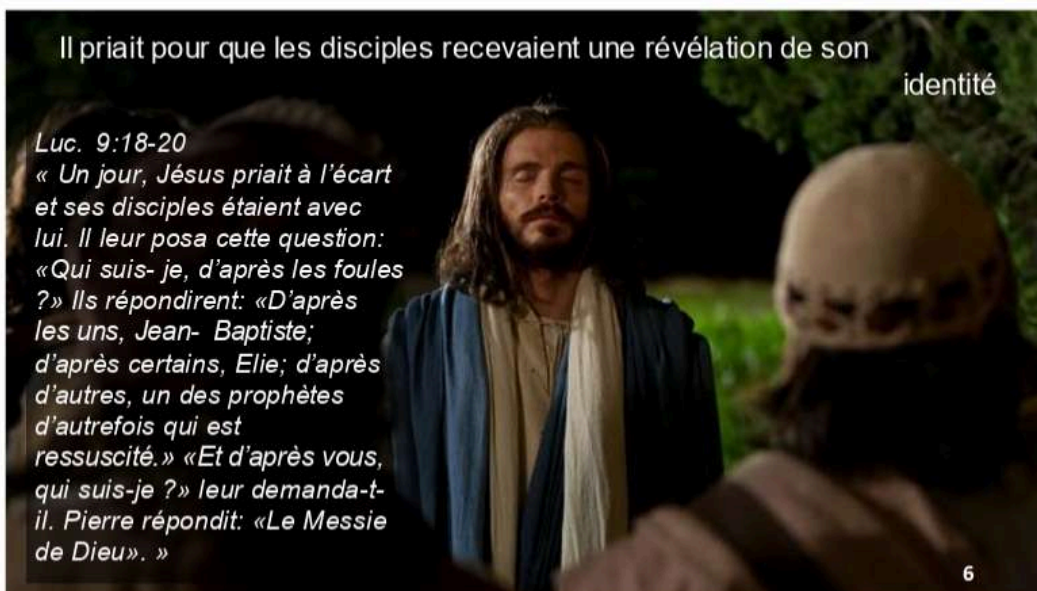 Il priait pour que les disciples recevaient une révélation de son
identité
Luc. 9:18-20
« Un jour, Jésus priait à l’écart
et ses disciples étaient avec
lui. Il leur posa cette question:
«Qui suis- je, d’après les foules
?» Ils répondirent: «D’après
les uns, Jean- Baptiste;
d’après certains, Elie; d’après
d’autres, un des prophètes
d’autrefois qui est
ressuscité.» «Et d’après vous,
qui suis-je ?» leur demanda-t-
il. Pierre répondit: «Le Messie
de Dieu». »
6